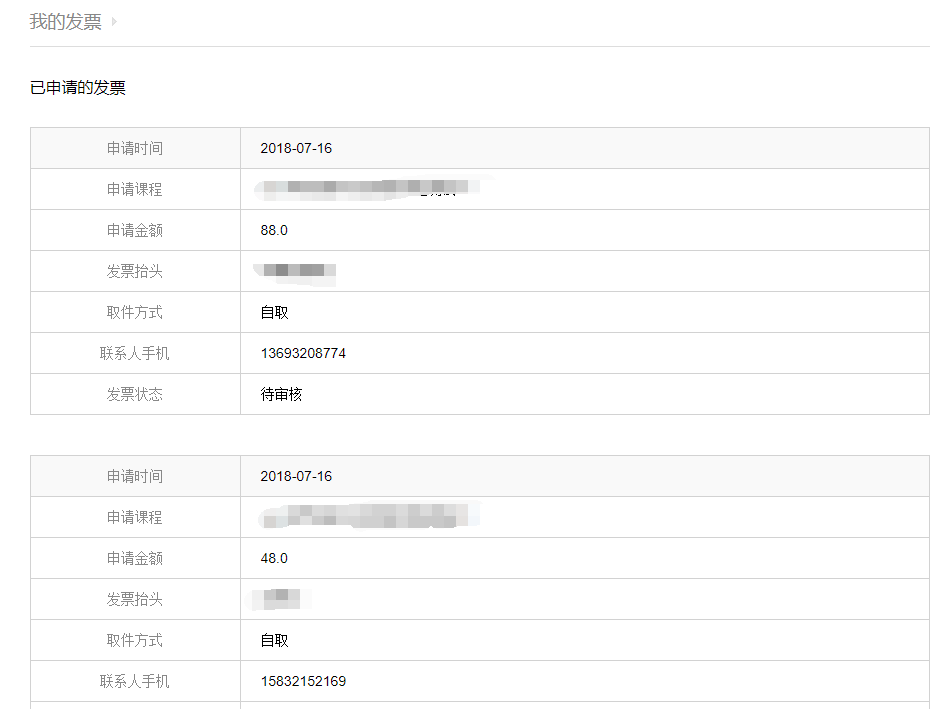 我的发票
已申请的发票
申请时间 2018-07-16
申请课程
申请金额 88.0
发票抬头
取件方式 自取
联系人手机 13693208774
发票状态 待审核
申请时间 2018-07-16
申请课程
申请金额 48.0
发票抬头
取件方式 自取
联系人手机 15832152169